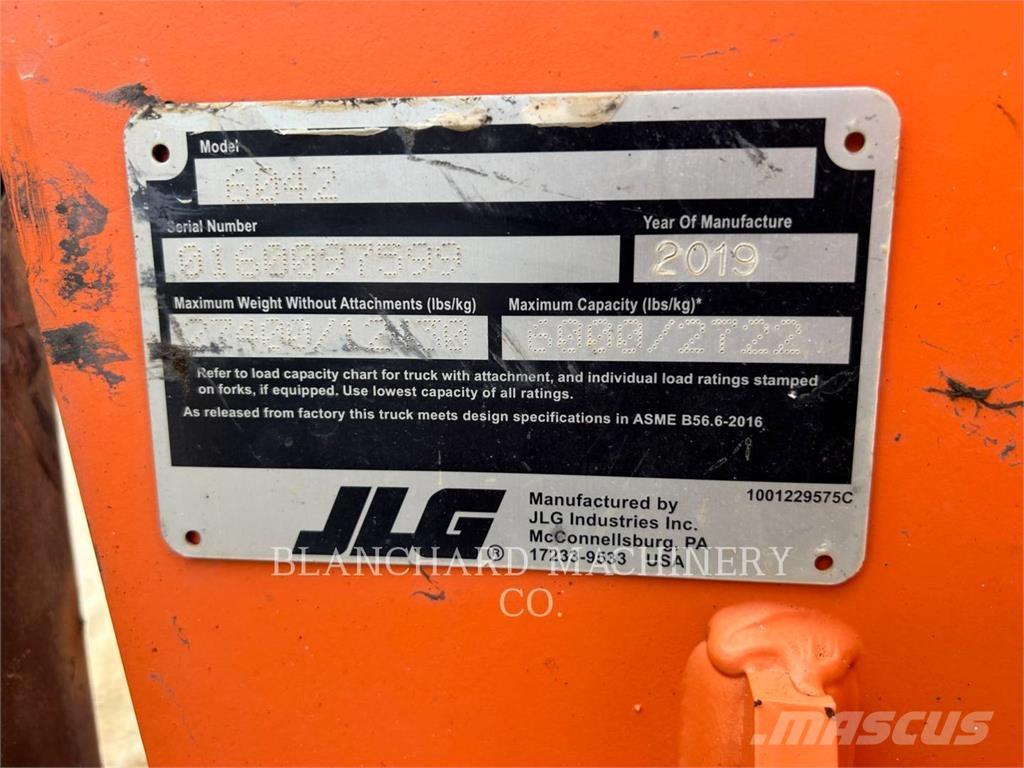 Model
6042
Serial Number
0160097599
Year Of Manufacture
2019
Maximum Weight Without Attachments (lbs/kg)
Maximum Capacity (lbs/kg)*
6000/2722
Refer to load capacity chart for truck with attachment, and individual load ratings stamped
on forks, if equipped. Use lowest capacity of all ratings.
As released from factory this truck meets design specifications in ASME B56.6-2016
JLG®
Manufactured by
JLG Industries Inc.
McConnellsburg, PA
17233-9533 USA
1001229575C
BLANCHARD MACHINERY
CO.
MASCUS